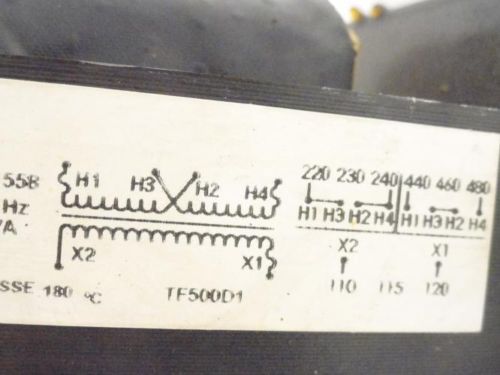 220 230 240 440 460 480
55B H1 H3 H2 H4 H1 H3 H2 H4 H1 H3 H2 H4
Hz
VA
X2 X1 X2 X1
110 115 120
SSE 180 °C TF500D1